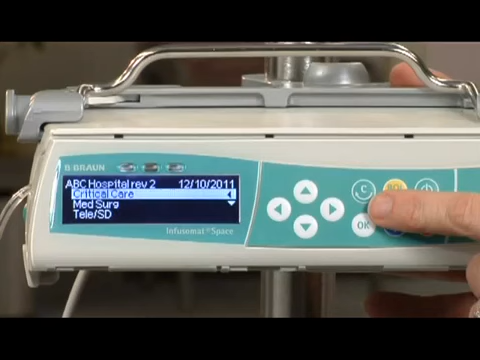 B BRAUN
ABC Hospital rev 2 12/10/2011
Critical Care
Med Surg
Tele/SD
Infusomat® Space
C
OK